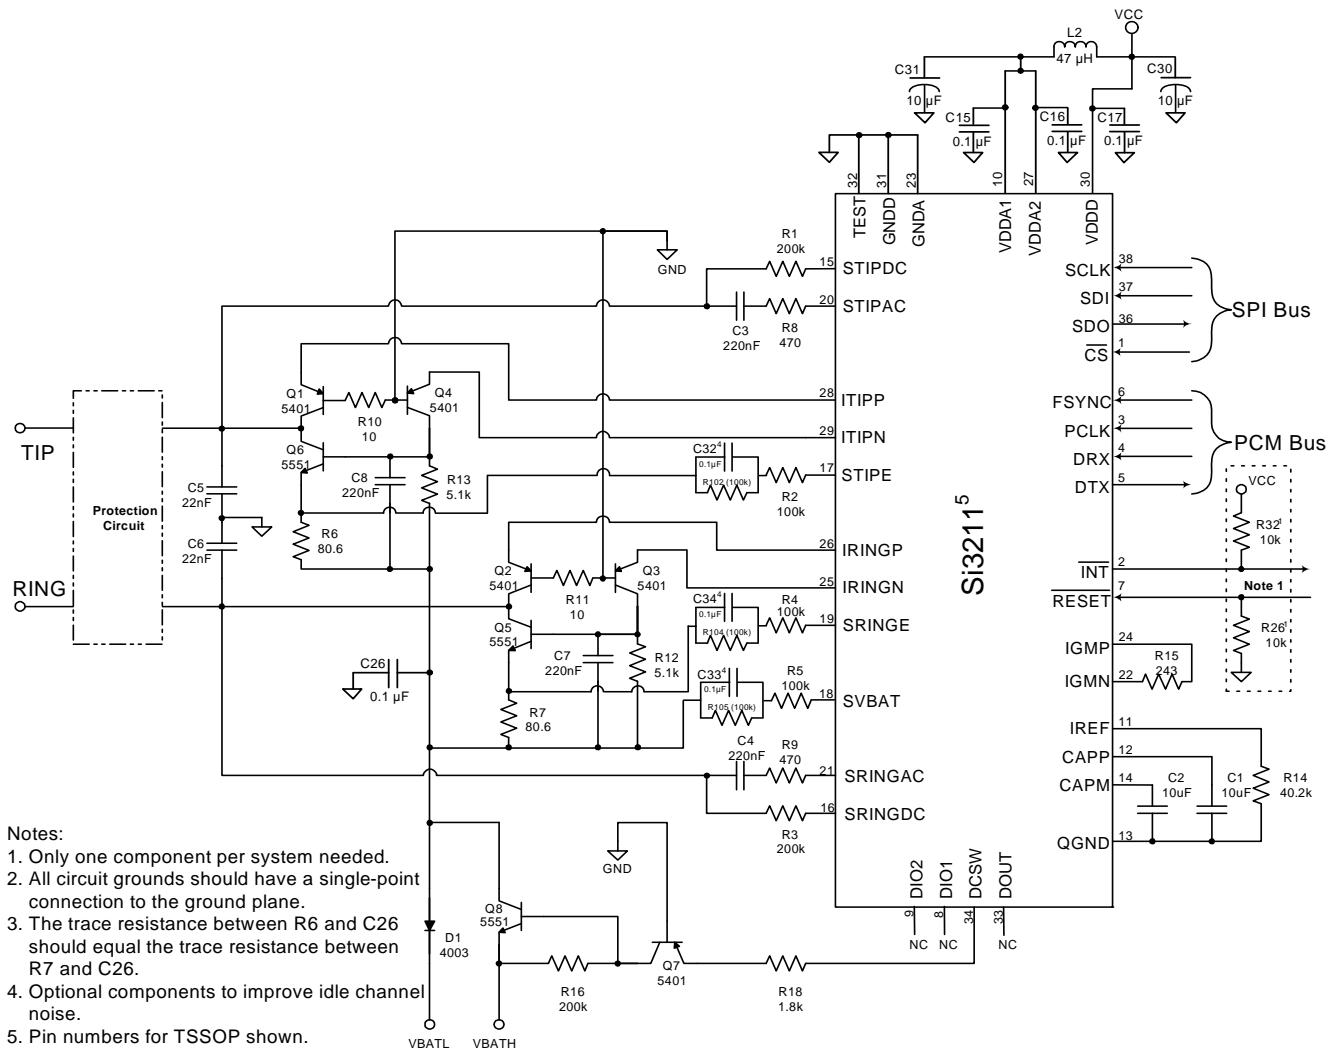 VCC
L2
47 µH
C31
10 µF
C30
10 µF
C15
0.1 µF
C16
0.1 µF
C17
0.1 µF
32
31
23
10
27
30
TEST
GNDD
GNDA
VDDA1
VDDA2
VDDD
GND
R1
200k
15
STIPDC
20
STIPAC
C3
220nF
R8
470
38
SCLK
37
SDI
36
SDO
1
CS
SPI Bus
6
FSYNC
3
PCLK
4
DRX
5
DTX
PCM Bus
Q1
5401
R10
10
Q4
5401
28
ITIPP
29
ITIPN
TIP
Q6
5551
C8
220nF
R13
5.1k
C32⁴
0.1µF
R102 (100k)
R2
100k
17
STIPE
Protection
Circuit
C5
22nF
C6
22nF
R6
80.6
Si3211⁵
VCC
R32¹
10k
2
INT
7
RESET
Note 1
R26¹
10k
RING
Q2
5401
R11
10
Q3
5401
26
IRINGP
25
IRINGN
C34⁴
0.1µF
R104 (100k)
R4
100k
19
SRINGE
Q5
5551
C7
220nF
R12
5.1k
24
IGMP
R15
243
22
IGMN
C26
0.1 µF
C33⁴
0.1µF
R105 (100k)
R5
100k
18
SVBAT
R7
80.6
11
IREF
12
CAPP
14
CAPM
C2
10uF
C1
10uF
R14
40.2k
13
QGND
C4
220nF
R9
470
21
SRINGAC
16
SRINGDC
R3
200k
GND
DIO2
DIO1
DCSW
DOUT
9
8
34
33
NC
NC
NC
Q8
5551
D1
4003
R16
200k
Q7
5401
R18
1.8k
VBATL
VBATH
Notes:
1. Only one component per system needed.
2. All circuit grounds should have a single-point
connection to the ground plane.
3. The trace resistance between R6 and C26
should equal the trace resistance between
R7 and C26.
4. Optional components to improve idle channel
noise.
5. Pin numbers for TSSOP shown.